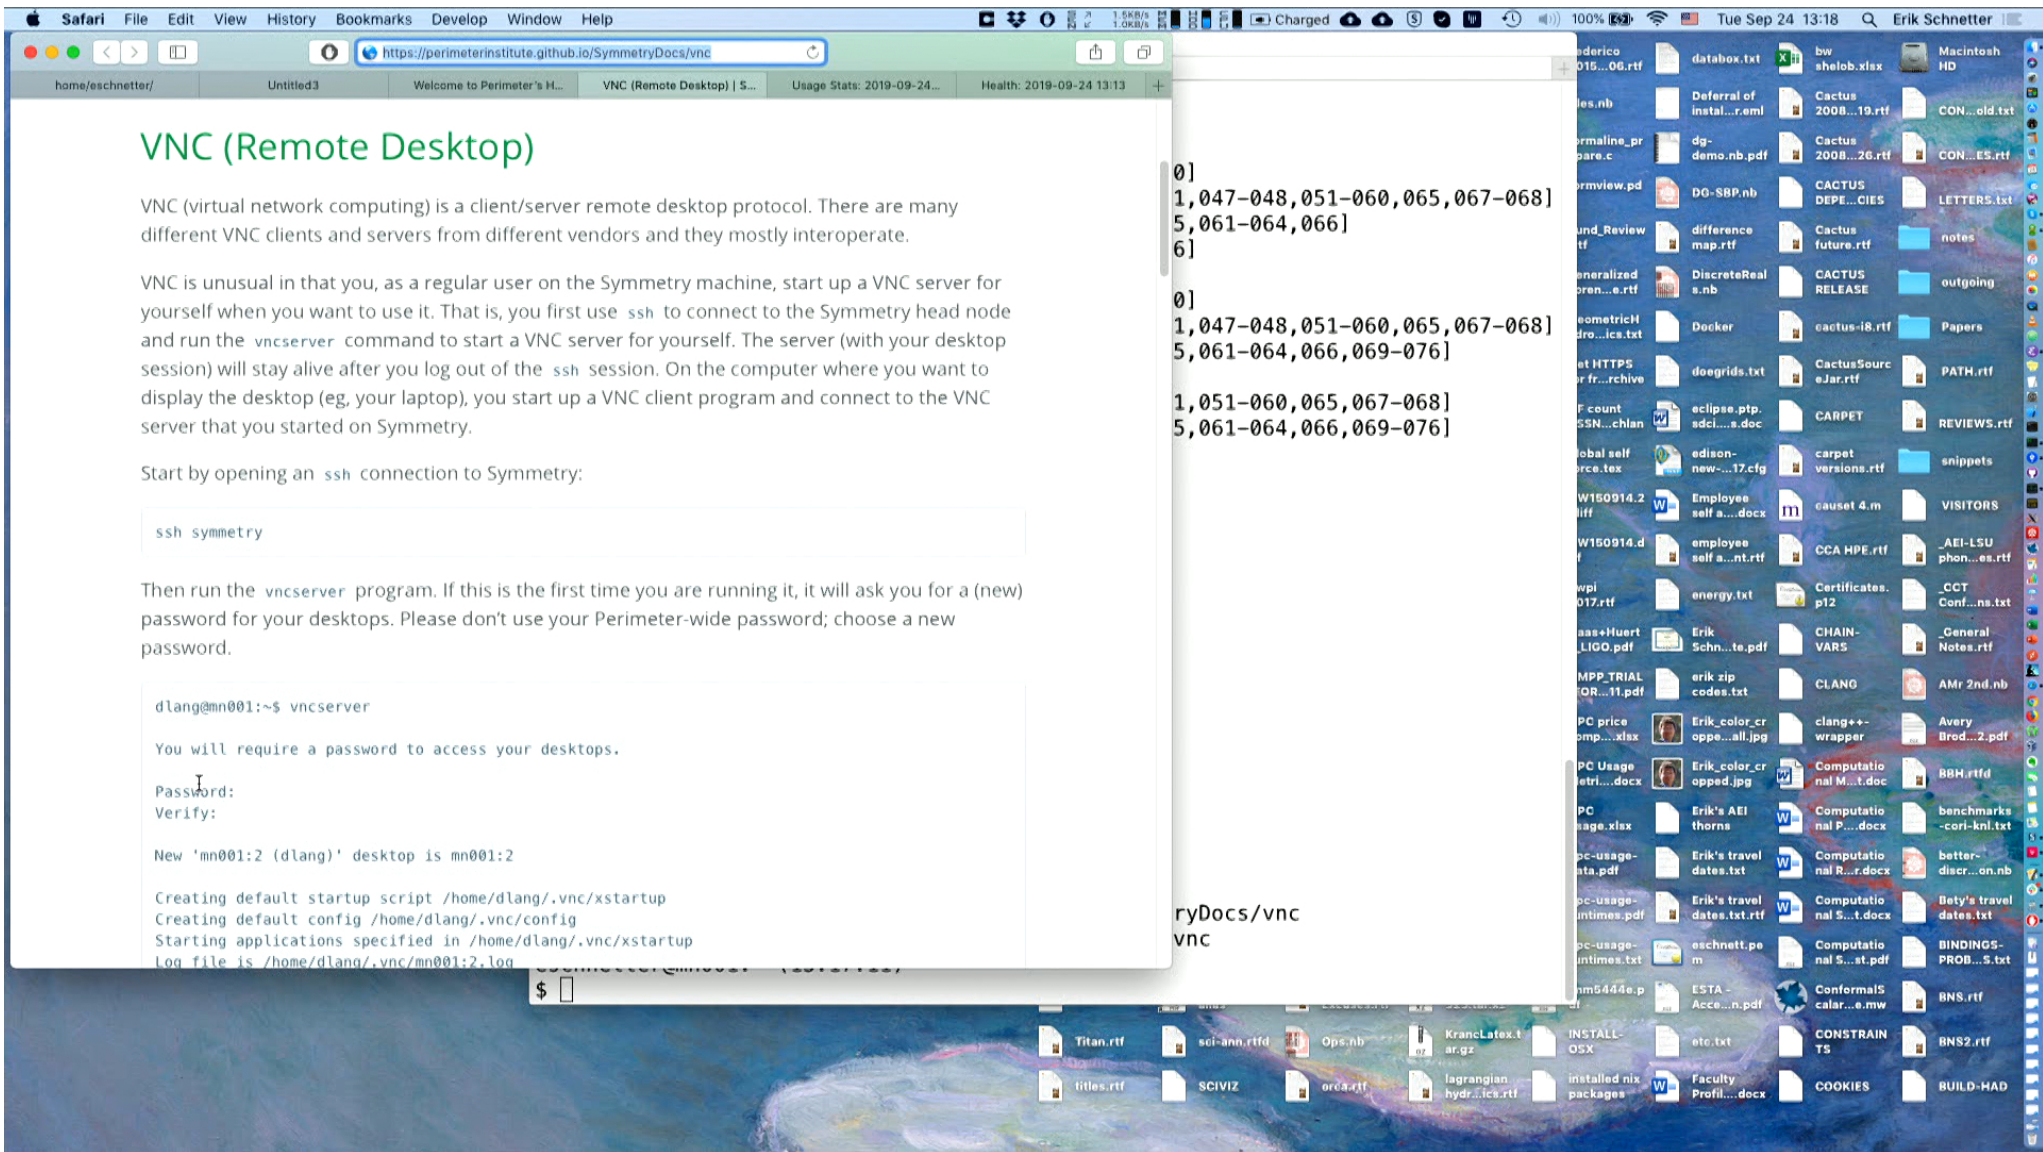 Safari File Edit View History Bookmarks Develop Window Help
1.5KB/s
1.0KB/s
Charged
100%
Tue Sep 24 13:18
Erik Schnetter
https://perimeterinstitute.github.io/SymmetryDocs/vnc
home/eschnetter/
Untitled3
Welcome to Perimeter's H...
VNC (Remote Desktop) | S...
Usage Stats: 2019-09-24...
Health: 2019-09-24 13:13
VNC (Remote Desktop)
VNC (virtual network computing) is a client/server remote desktop protocol. There are many
different VNC clients and servers from different vendors and they mostly interoperate.
VNC is unusual in that you, as a regular user on the Symmetry machine, start up a VNC server for
yourself when you want to use it. That is, you first use ssh to connect to the Symmetry head node
and run the vncserver command to start a VNC server for yourself. The server (with your desktop
session) will stay alive after you log out of the ssh session. On the computer where you want to
display the desktop (eg, your laptop), you start up a VNC client program and connect to the VNC
server that you started on Symmetry.
Start by opening an ssh connection to Symmetry:
ssh symmetry
Then run the vncserver program. If this is the first time you are running it, it will ask you for a (new)
password for your desktops. Please don't use your Perimeter-wide password; choose a new
password.
dlang@mn001:~$ vncserver
You will require a password to access your desktops.
Password:
Verify:
New 'mn001:2 (dlang)' desktop is mn001:2
Creating default startup script /home/dlang/.vnc/xstartup
Creating default config /home/dlang/.vnc/config
Starting applications specified in /home/dlang/.vnc/xstartup
Log file is /home/dlang/.vnc/mn001:2.log
0]
1,047-048,051-060,065,067-068]
5,061-064,066]
6]
0]
1,047-048,051-060,065,067-068]
5,061-064,066,069-076]
1,051-060,065,067-068]
5,061-064,066,069-076]
ryDocs/vnc
vnc
$
databox.txt
bw
shelob.xlsx
Macintosh
HD
Deferral of
instal...r.eml
Cactus
2008...19.rtf
CON...old.txt
dg-
demo.nb.pdf
Cactus
2008...26.rtf
CON...ES.rtf
DG-SBP.nb
CACTUS
DEPE...CIES
LETTERS.txt
difference
map.rtf
Cactus
future.rtf
notes
DiscreteReal
s.nb
CACTUS
RELEASE
outgoing
Docker
cactus-i8.rtf
Papers
doegrids.txt
CactusSourc
eJar.rtf
PATH.rtf
eclipse.ptp.
sdci....s.doc
CARPET
REVIEWS.rtf
edison-
new-...17.cfg
carpet
versions.rtf
snippets
Employee
self a....docx
causet 4.m
VISITORS
employee
self a...nt.rtf
CCA HPE.rtf
_AEI-LSU
phon...es.rtf
energy.txt
Certificates.
p12
_CCT
Conf...ns.txt
Erik
Schn...te.pdf
CHAIN-
VARS
_General
Notes.rtf
erik zip
codes.txt
CLANG
AMr 2nd.nb
Erik_color_cr
oppe...all.jpg
clang++-
wrapper
Avery
Brod...2.pdf
Erik_color_cr
opped.jpg
Computatio
nal M...t.doc
BBH.rtfd
Erik's AEI
thorns
Computatio
nal P....docx
benchmarks
-cori-knl.txt
Erik's travel
dates.txt
Computatio
nal R...r.docx
better-
discr...on.nb
Erik's travel
dates.txt.rtf
Computatio
nal S...t.docx
Bety's travel
dates.txt
eschnett.pe
m
Computatio
nal S...st.pdf
BINDINGS-
PROB...S.txt
ESTA -
Acce...n.pdf
ConformalS
calar...e.mw
BNS.rtf
Titan.rtf
sci-ann.rtfd
Ops.nb
KrancLatex.t
ar.gz
INSTALL-
OSX
etc.txt
CONSTRAIN
TS
BNS2.rtf
titles.rtf
SCIVIZ
orca.rtf
lagrangian
hydr...ics.rtf
installed nix
packages
Faculty
Profil....docx
COOKIES
BUILD-HAD